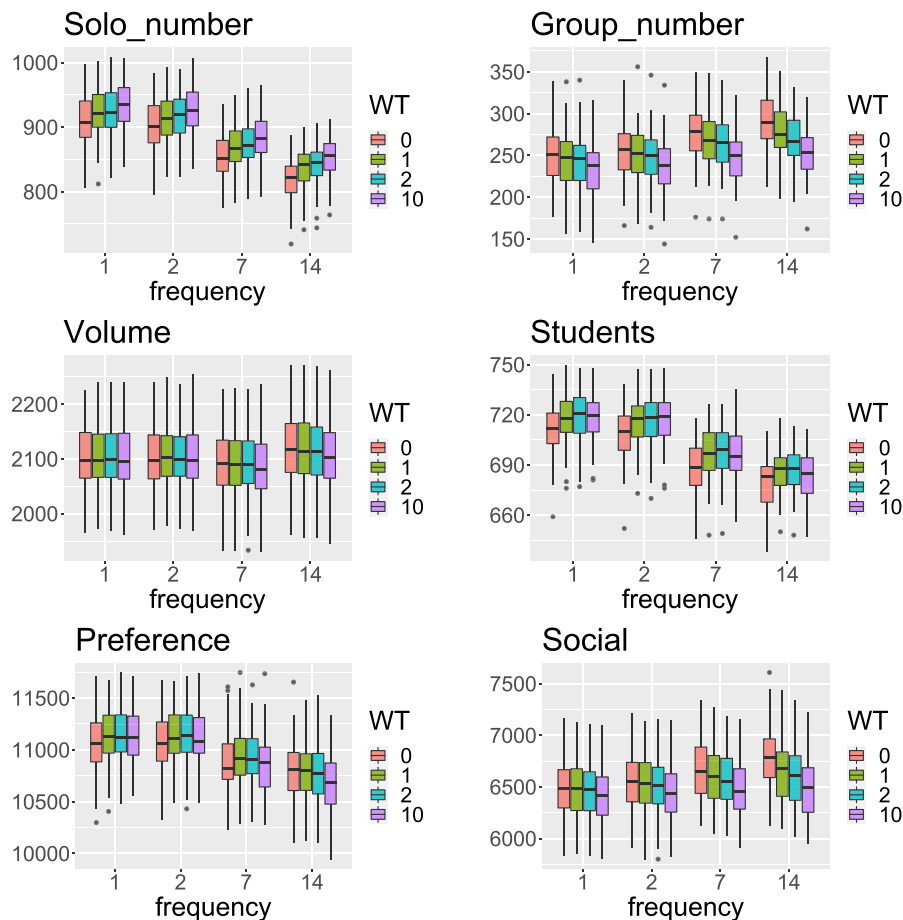 Solo_number
1000
900
800
1 2 7 14
frequency
WT
0
1
2
10
Group_number
350
300
250
200
150
1 2 7 14
frequency
WT
0
1
2
10
Volume
2200
2100
2000
1 2 7 14
frequency
WT
0
1
2
10
Students
750
720
690
660
1 2 7 14
frequency
WT
0
1
2
10
Preference
11500
11000
10500
10000
1 2 7 14
frequency
WT
0
1
2
10
Social
7500
7000
6500
6000
1 2 7 14
frequency
WT
0
1
2
10